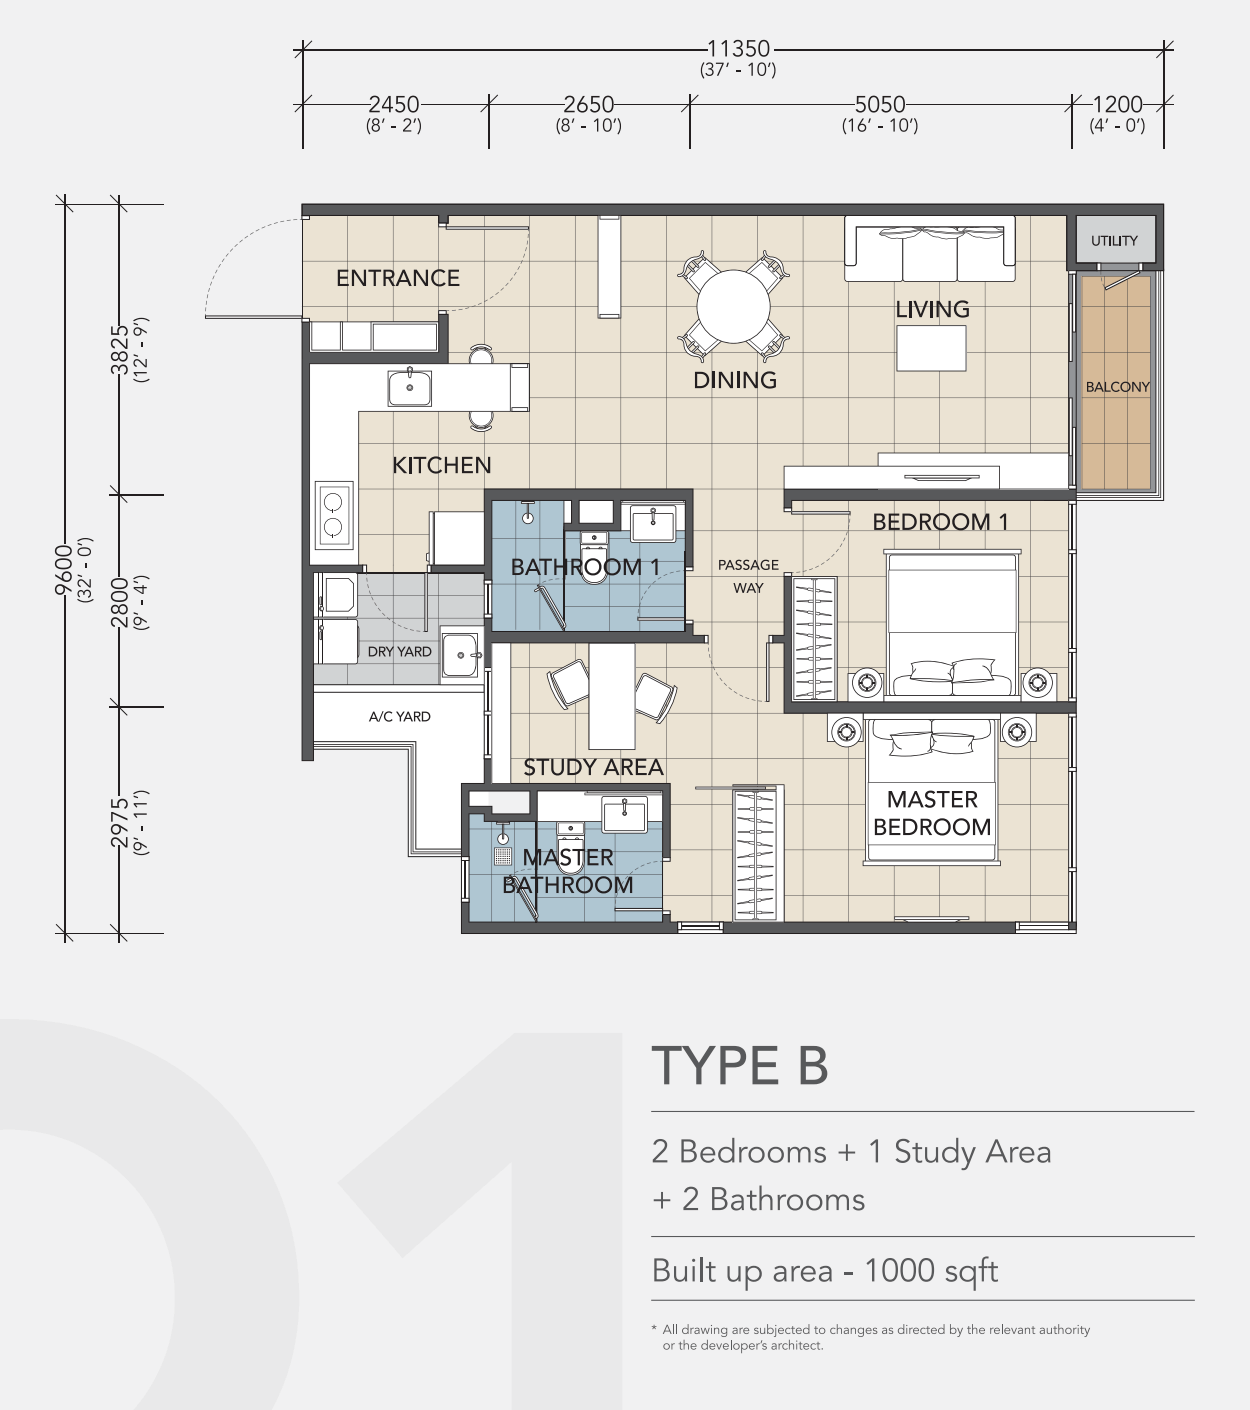 11350
(37' - 10')
2450
(8' - 2')
2650
(8' - 10')
5050
(16' - 10')
1200
(4' - 0')
9600
(32' - 0')
3825
(12' - 9')
2800
(9' - 4')
2975
(9' - 11')
ENTRANCE
UTILITY
LIVING
DINING
BALCONY
KITCHEN
BEDROOM 1
BATHROOM 1
PASSAGE
WAY
DRY YARD
A/C YARD
STUDY AREA
MASTER
BEDROOM
MASTER
BATHROOM
01
TYPE B
2 Bedrooms + 1 Study Area
+ 2 Bathrooms
Built up area - 1000 sqft
* All drawing are subjected to changes as directed by the relevant authority
or the developer's architect.